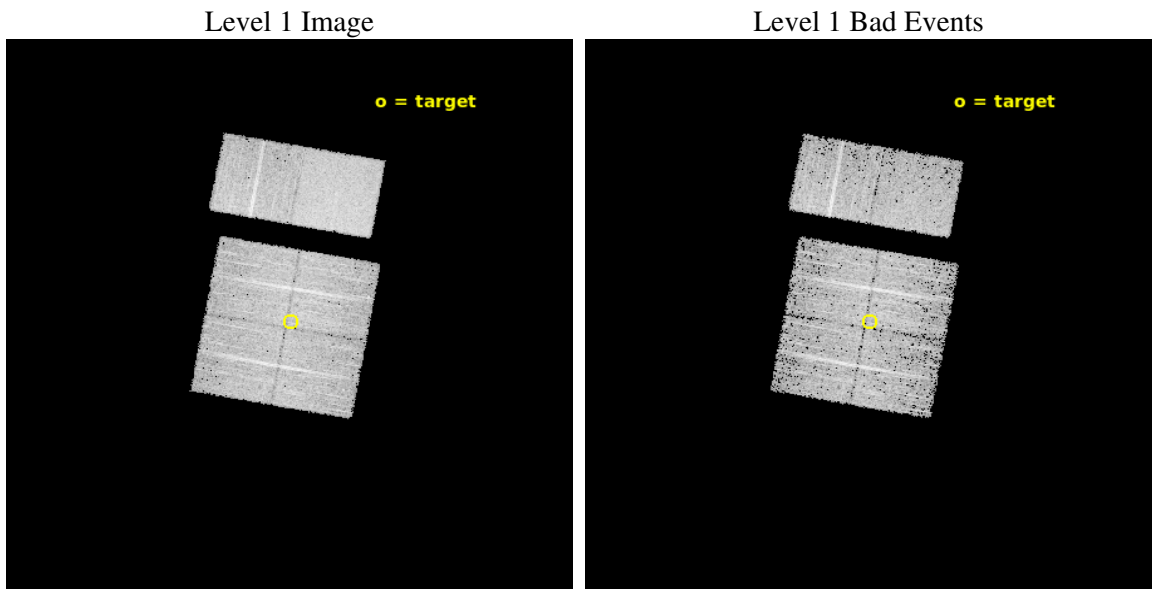 Level 1 Image
Level 1 Bad Events
o = target
o = target